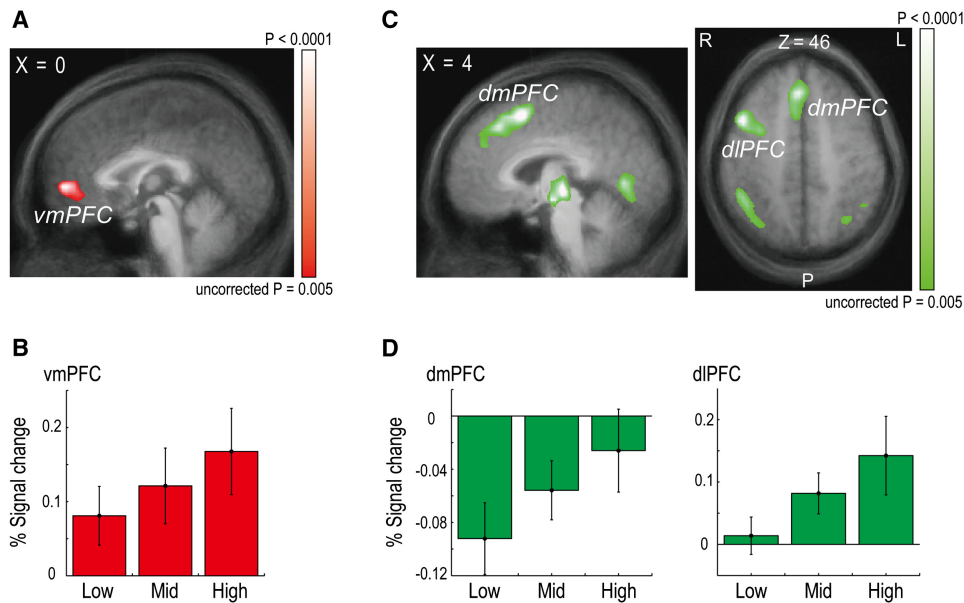 A
P < 0.0001
X = 0
vmPFC
uncorrected P = 0.005
C
P < 0.0001
X = 4
dmPFC
R
Z = 46
L
dmPFC
dlPFC
P
uncorrected P = 0.005
B
vmPFC
% Signal change
0.2
0.1
0
Low Mid High
D
dmPFC
% Signal change
0
-0.04
-0.08
-0.12
Low Mid High
dlPFC
0.2
0.1
0
Low Mid High